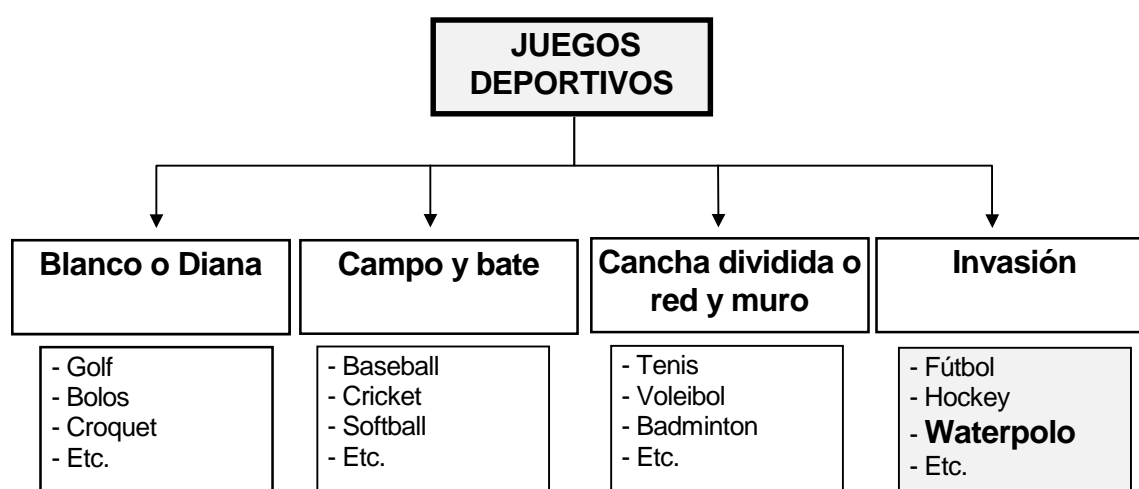 JUEGOS
DEPORTIVOS
Blanco o Diana
- Golf
- Bolos
- Croquet
- Etc.
Campo y bate
- Baseball
- Cricket
- Softball
- Etc.
Cancha dividida o
red y muro
- Tenis
- Voleibol
- Badminton
- Etc.
Invasión
- Fútbol
- Hockey
- Waterpolo
- Etc.